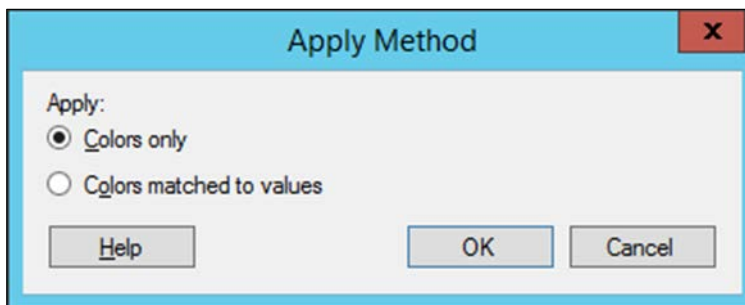 Apply Method
x
Apply:
Colors only
Colors matched to values
Help OK Cancel